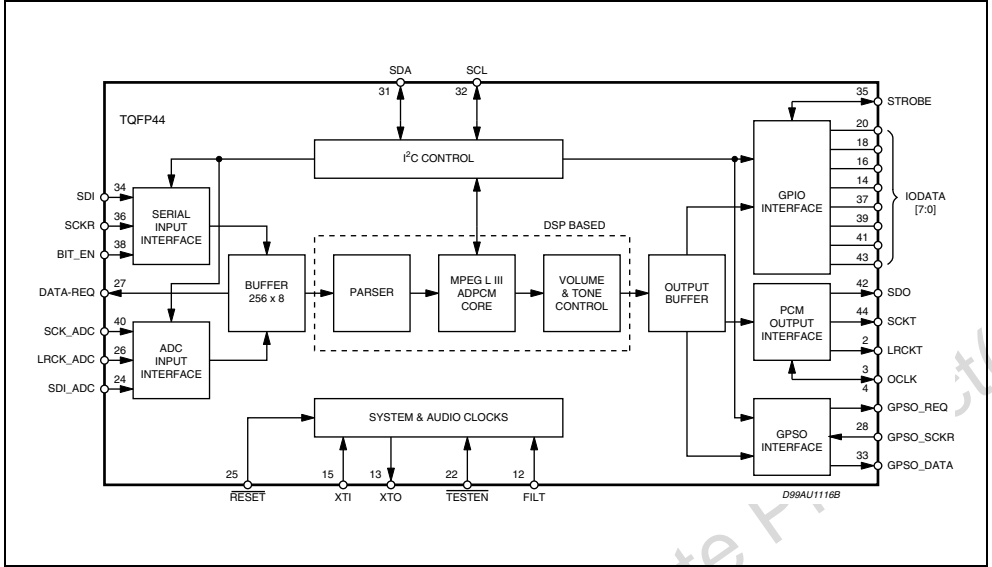 SDA SCL
31 32
TQFP44
I2C CONTROL
SDI 34
SCKR 36
BIT_EN 38
SERIAL
INPUT
INTERFACE
DATA-REQ 27
BUFFER
256 x 8
SCK_ADC 40
LRCK_ADC 26
SDI_ADC 24
ADC
INPUT
INTERFACE
DSP BASED
PARSER
MPEG L III
ADPCM
CORE
VOLUME
& TONE
CONTROL
OUTPUT
BUFFER
GPIO
INTERFACE
35 STROBE
20
18
16
14
37
39
41
43
IODATA
[7:0]
PCM
OUTPUT
INTERFACE
42 SDO
44 SCKT
2 LRCKT
3 OCLK
GPSO
INTERFACE
4 GPSO_REQ
28 GPSO_SCKR
33 GPSO_DATA
SYSTEM & AUDIO CLOCKS
25 15 13 22 12
RESET XTI XTO TESTEN FILT
D99AU1116B